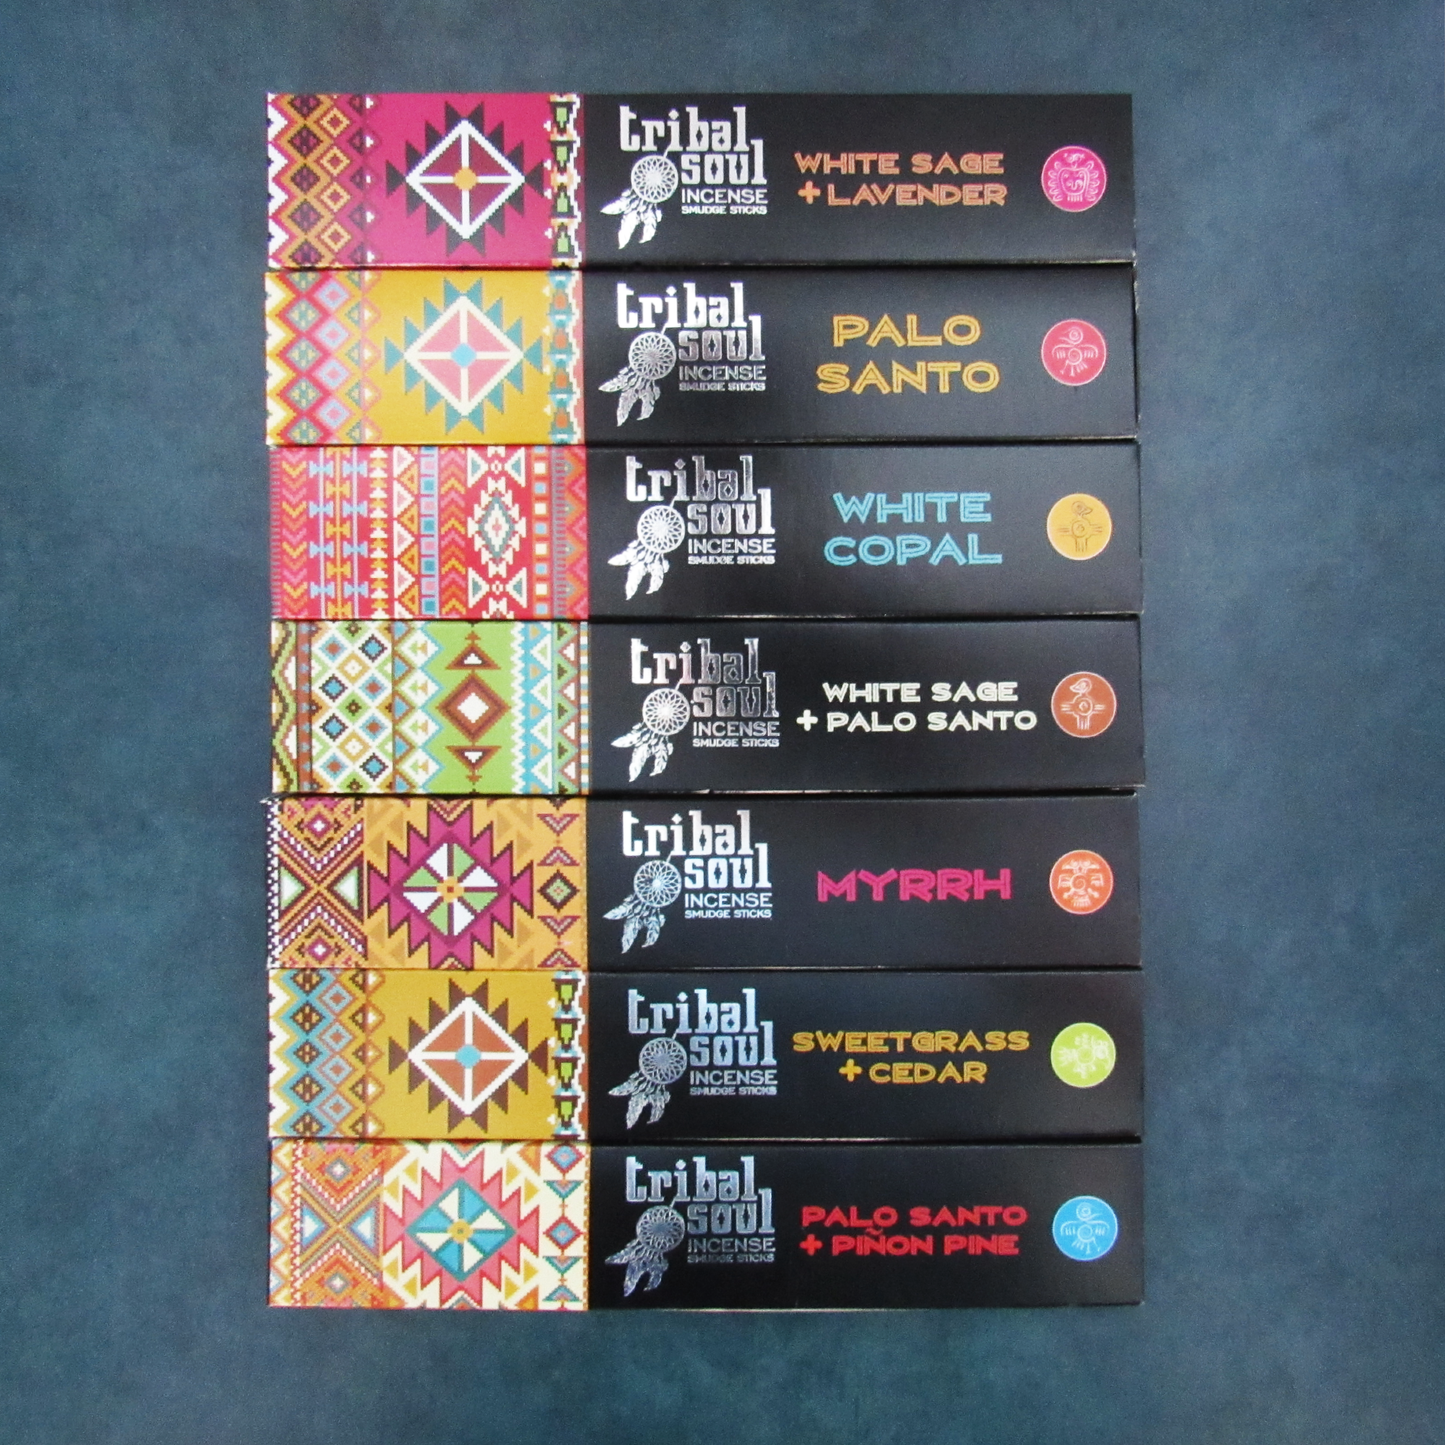 tribal
soul
INCENSE
SMUDGE STICKS
WHITE SAGE
+ LAVENDER
tribal
soul
INCENSE
SMUDGE STICKS
PALO
SANTO
tribal
soul
INCENSE
SMUDGE STICKS
WHITE
COPAL
tribal
soul
INCENSE
SMUDGE STICKS
WHITE SAGE
+ PALO SANTO
tribal
soul
INCENSE
SMUDGE STICKS
MYRRH
tribal
soul
INCENSE
SMUDGE STICKS
SWEETGRASS
+ CEDAR
tribal
soul
INCENSE
SMUDGE STICKS
PALO SANTO
+ PIÑON PINE